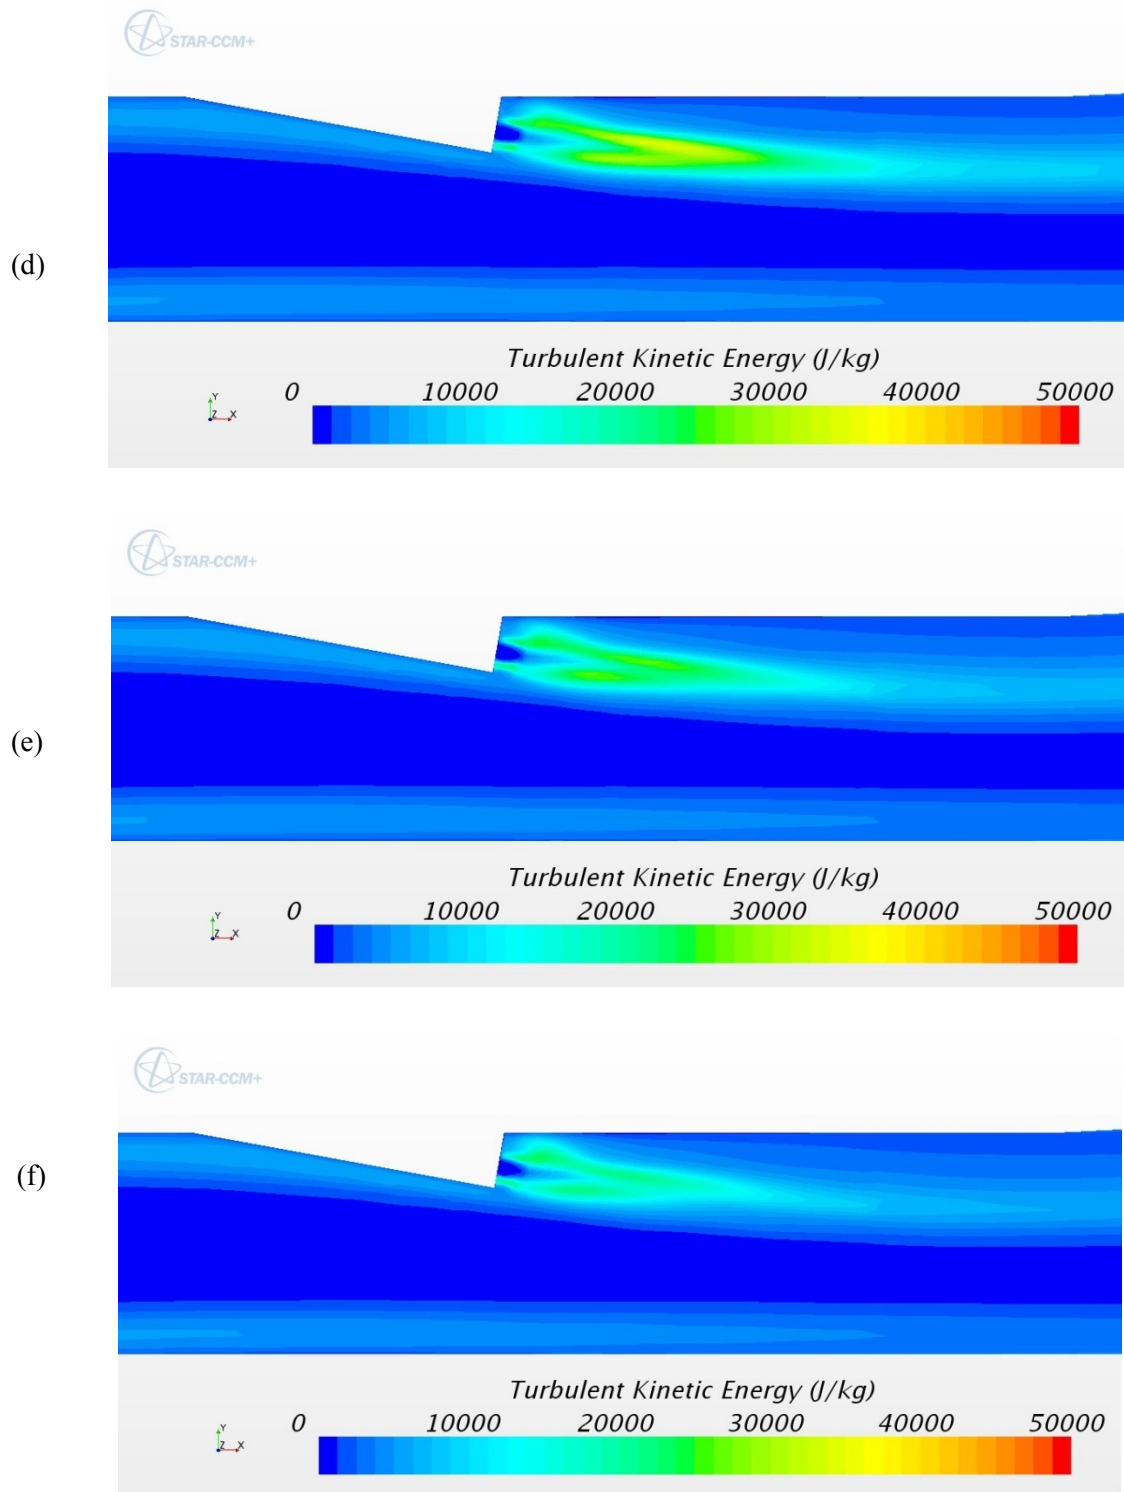 STAR-CCM+
(d)
Turbulent Kinetic Energy (J/kg)
0 10000 20000 30000 40000 50000
Y
Z X
STAR-CCM+
(e)
Turbulent Kinetic Energy (J/kg)
0 10000 20000 30000 40000 50000
Y
Z X
STAR-CCM+
(f)
Turbulent Kinetic Energy (J/kg)
0 10000 20000 30000 40000 50000
Y
Z X